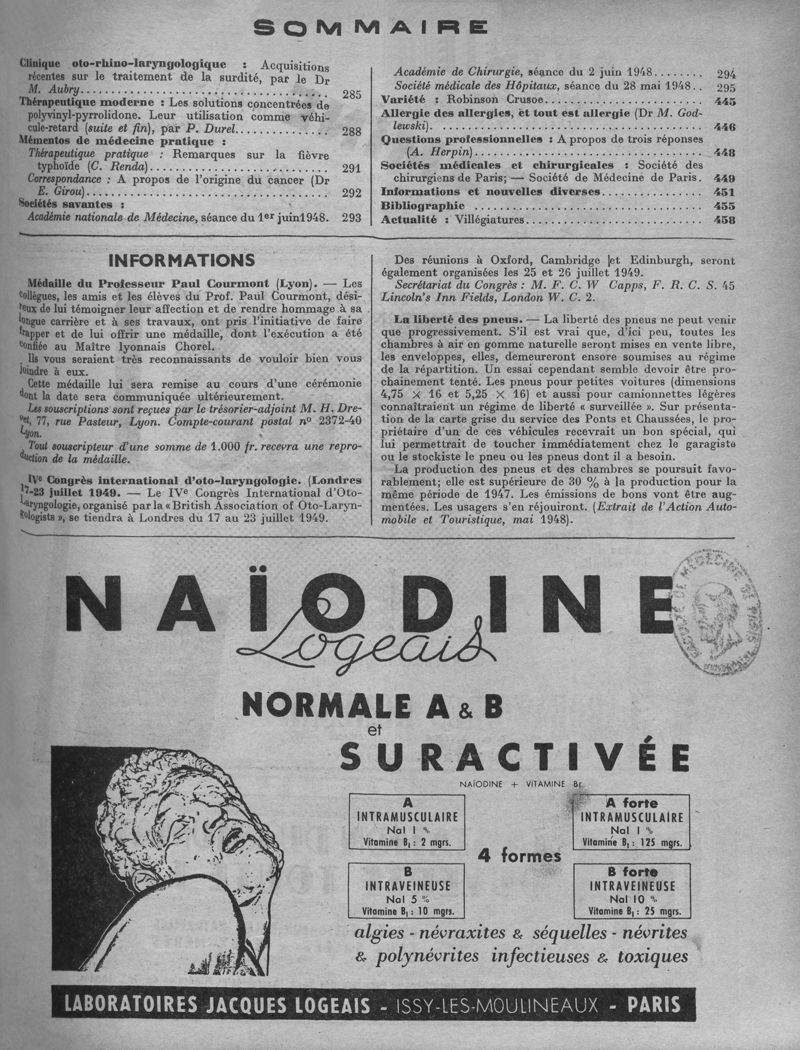 SOMMAIRE
Clinique oto-rhino-laryngologique : Acquisitions
récentes sur le traitement de la surdité, par le Dr
M. Aubry........................................ 285
Thérapeutique moderne : Les solutions concentrées de
polyvinyl-pyrrolidone. Leur utilisation comme véhi-
cule-retard (suite et fin), par P. Durel............... 288
Mémentos de médecine pratique :
Thérapeutique pratique : Remarques sur la fièvre
typhoïde (C. Renda)............................. 291
Correspondance : A propos de l'origine du cancer (Dr
E. Girou)........................................ 292
Sociétés savantes :
Académie nationale de Médecine, séance du 1er juin1948. 293
Académie de Chirurgie, séance du 2 juin 1948........ 294
Société médicale des Hôpitaux, séance du 28 mai 1948.. 295
Variété : Robinson Crusoe........................ 445
Allergie des allergies, et tout est allergie (Dr M. God-
lewski)........................................ 446
Questions professionnelles : A propos de trois réponses
(A. Herpin)..................................... 448
Sociétés médicales et chirurgicales : Société des
chirurgiens de Paris; — Société de Médecine de Paris. 449
Informations et nouvelles diverses............... 451
Bibliographie ................................... 455
Actualité : Villégiatures........................... 458
INFORMATIONS
Médaille du Professeur Paul Courmont (Lyon). — Les
collègues, les amis et les élèves du Prof. Paul Courmont, dési-
reux de lui témoigner leur affection et de rendre hommage à sa
longue carrière et à ses travaux, ont pris l'initiative de faire
frapper et de lui offrir une médaille, dont l'exécution a été
confiée au Maître lyonnais Chorel.
Ils vous seraient très reconnaissants de vouloir bien vous
joindre à eux.
Cette médaille lui sera remise au cours d'une cérémonie
dont la date sera communiquée ultérieurement.
Les souscriptions sont reçues par le trésorier-adjoint M. H. Dre-
vet, 77, rue Pasteur, Lyon. Compte-courant postal no 2372-40
Lyon.
Tout souscripteur d'une somme de 1.000 fr. recevra une repro-
duction de la médaille.
IVe Congrès international d'oto-laryngologie. (Londres
17-23 juillet 1949. — Le IVe Congrès International d'Oto-
Laryngologie, organisé par la « British Association of Oto-Laryn-
gologists », se tiendra à Londres du 17 au 23 juillet 1949.
Des réunions à Oxford, Cambridge et Edinburgh, seront
également organisées les 25 et 26 juillet 1949.
Secrétariat du Congrès : M. F. C. W Capps, F. R. C. S. 45
Lincoln's Inn Fields, London W. C. 2.
La liberté des pneus. — La liberté des pneus ne peut venir
que progressivement. S'il est vrai que, d'ici peu, toutes les
chambres à air en gomme naturelle seront mises en vente libre,
les enveloppes, elles, demeureront ensore soumises au régime
de la répartition. Un essai cependant semble devoir être pro-
chainement tenté. Les pneus pour petites voitures (dimensions
4,75 × 16 et 5,25 × 16) et aussi pour camionnettes légères
connaîtraient un régime de liberté « surveillée ». Sur présenta-
tion de la carte grise du service des Ponts et Chaussées, le pro-
priétaire d'un de ces véhicules recevrait un bon spécial, qui
lui permettrait de toucher immédiatement chez le garagiste
ou le stockiste le pneu ou les pneus dont il a besoin.
La production des pneus et des chambres se poursuit favo-
rablement; elle est supérieure de 30 % à la production pour la
même période de 1947. Les émissions de bons vont être aug-
mentées. Les usagers s'en réjouiront. (Extrait de l'Action Auto-
mobile et Touristique, mai 1948).
NAÏODINE
Logeais
NORMALE A & B
et
SURACTIVÉE
NAÏODINE + VITAMINE B1
A
INTRAMUSCULAIRE
NaI 1 %
Vitamine B1 : 2 mgrs.
A forte
INTRAMUSCULAIRE
NaI 1 %
Vitamine B1 : 125 mgrs.
4 formes
B
INTRAVEINEUSE
NaI 5 %
Vitamine B1 : 10 mgrs.
B forte
INTRAVEINEUSE
NaI 10 %
Vitamine B1 : 25 mgrs.
algies - névraxites & séquelles - névrites
& polynévrites infectieuses & toxiques
LABORATOIRES JACQUES LOGEAIS - ISSY-LES-MOULINEAUX - PARIS